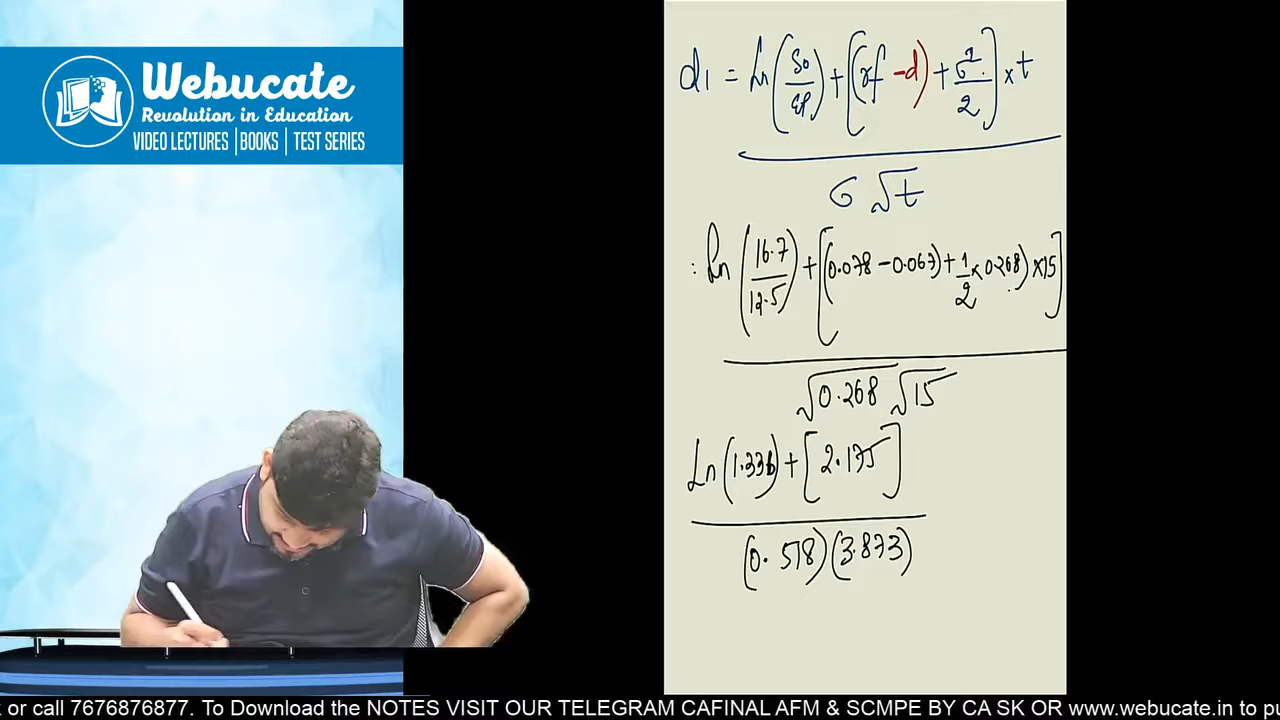 Webucate
Revolution in Education
VIDEO LECTURES | BOOKS | TEST SERIES
d1 = ln(S0/EP) + [(rf - d) + σ²/2] × t
σ √t
: ln(16.7/12.5) + [(0.078 - 0.067) + 1/2 × 0.268) × 15]
√0.268 √15
Ln(1.336) + [2.175]
(0.518)(3.873)
or call 7676876877. To Download the NOTES VISIT OUR TELEGRAM CAFINAL AFM & SCMPE BY CA SK OR www.webucate.in to